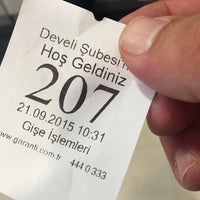 Develi Şubesi'n
Hoş Geldiniz
207
21.09.2015 10:31
Gişe İşlemleri
www.garanti.com.tr 444 0 333